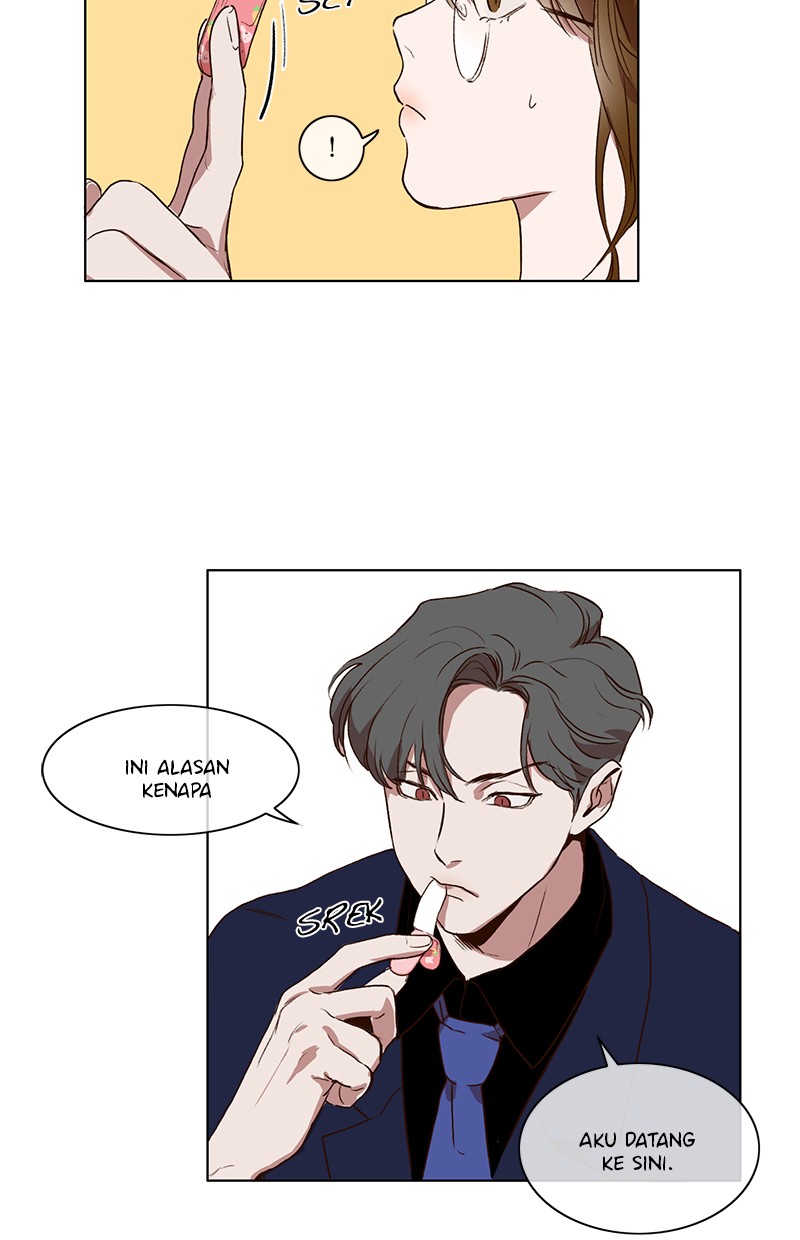 !
INI ALASAN
KENAPA
SREK
AKU DATANG
KE SINI.